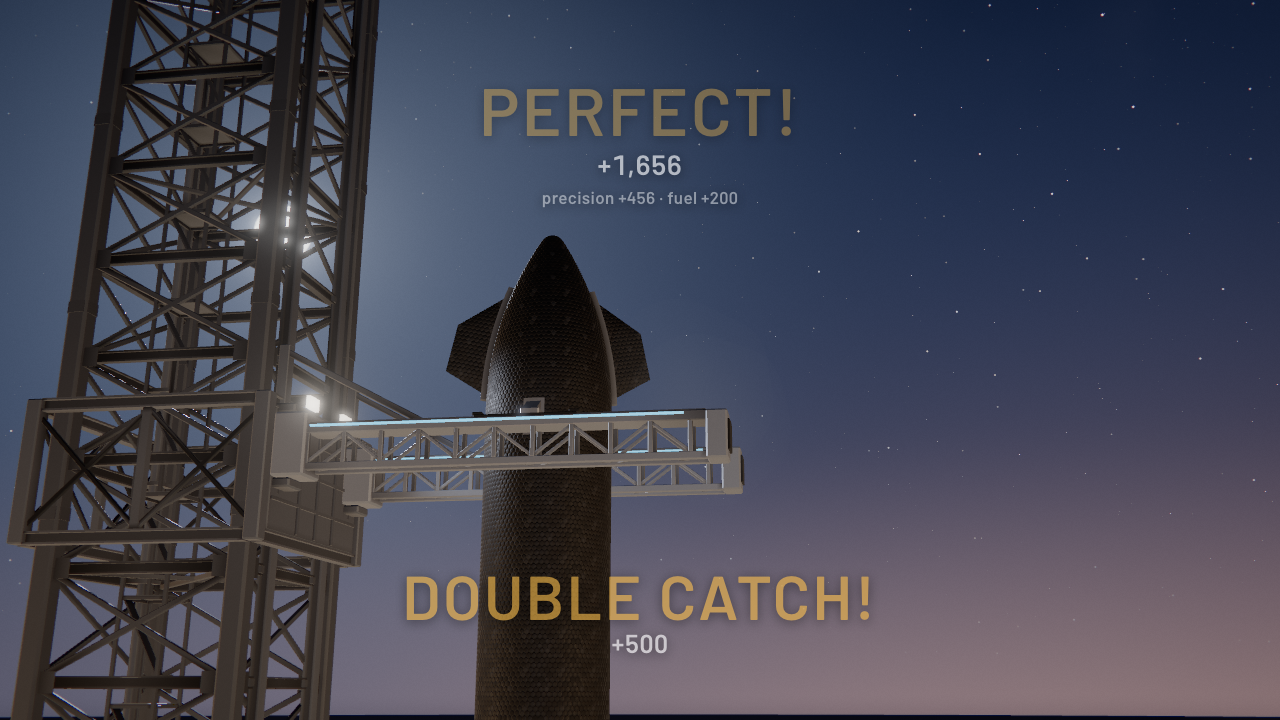 PERFECT!
+1,656
precision +456 · fuel +200
DOUBLE CATCH!
+500